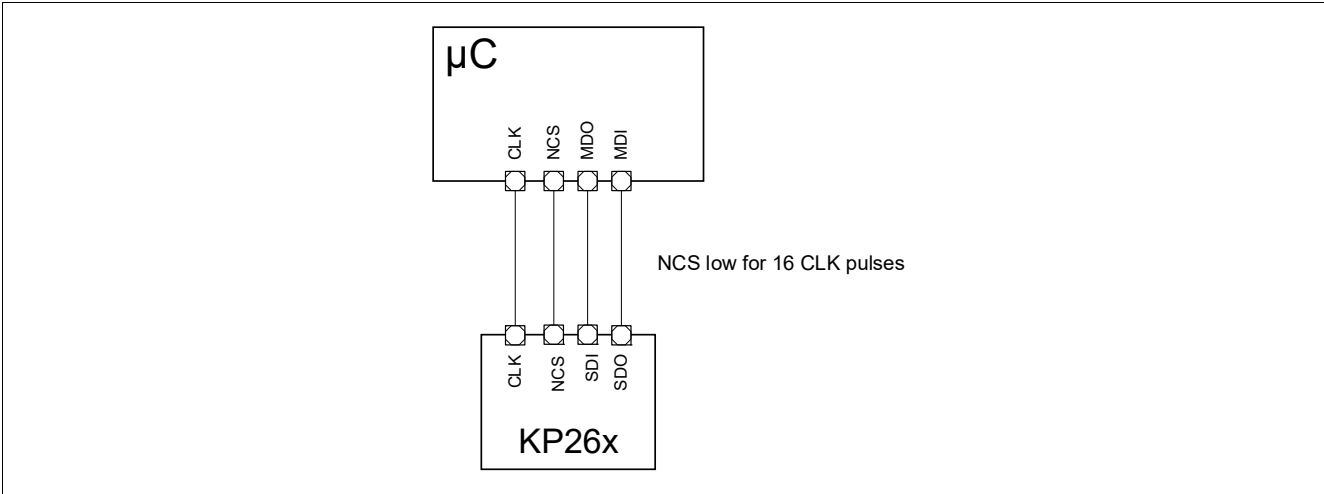 µC
CLK
NCS
MDO
MDI
NCS low for 16 CLK pulses
CLK
NCS
SDI
SDO
KP26x